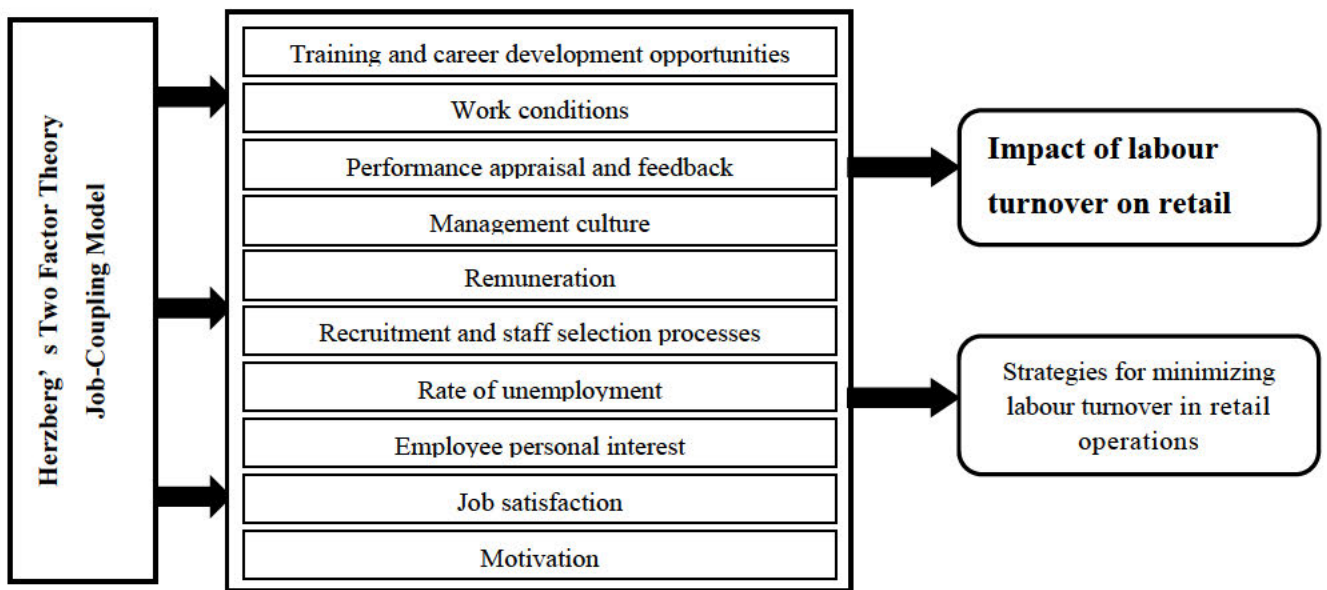 Herzberg’ s Two Factor Theory
Job-Coupling Model
Training and career development opportunities
Work conditions
Performance appraisal and feedback
Management culture
Remuneration
Recruitment and staff selection processes
Rate of unemployment
Employee personal interest
Job satisfaction
Motivation
Impact of labour
turnover on retail
Strategies for minimizing
labour turnover in retail
operations